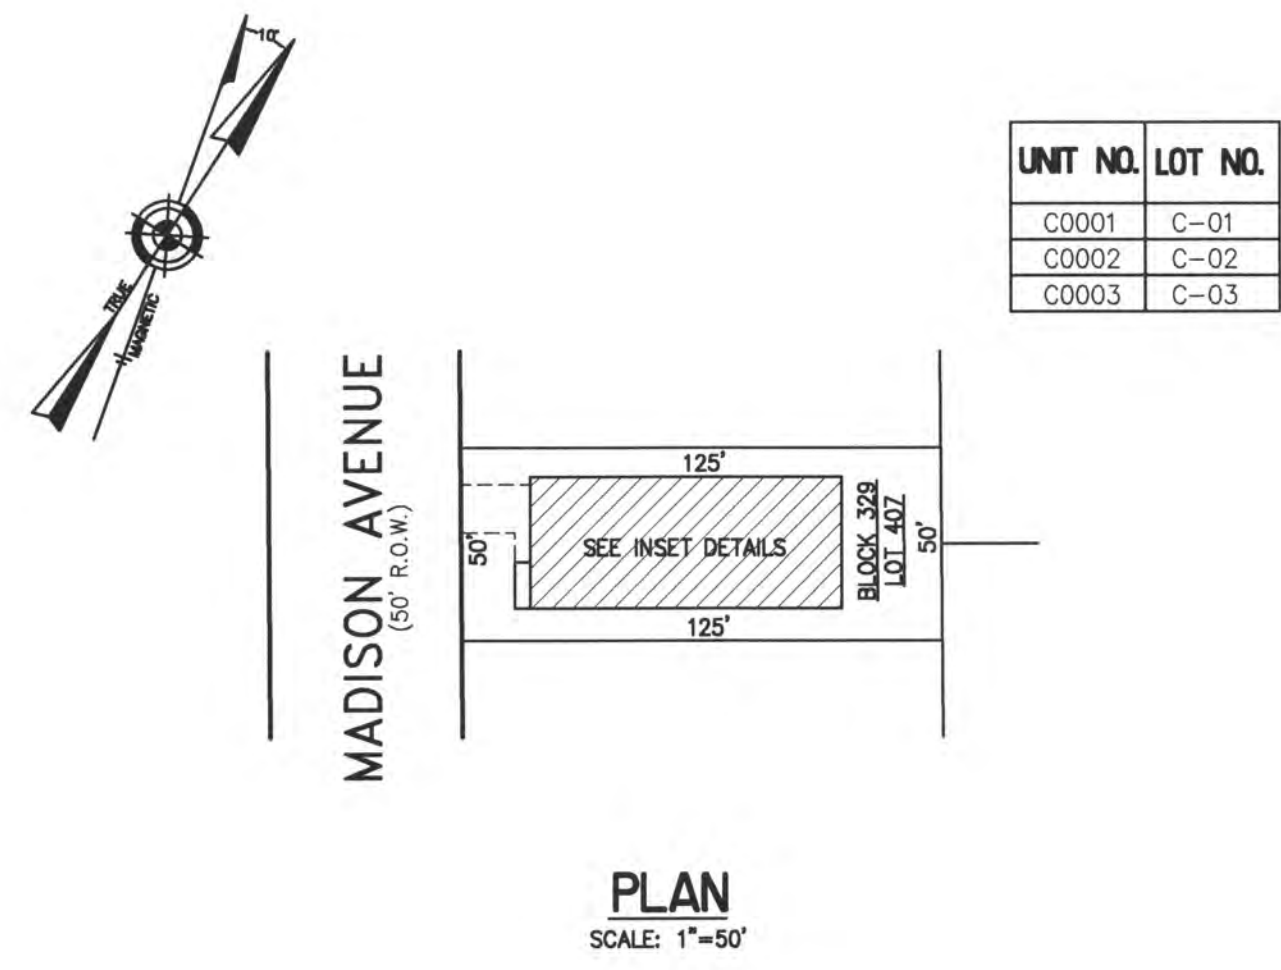 10°
TRUE
MAGNETIC
UNIT NO. LOT NO.
C0001 C-01
C0002 C-02
C0003 C-03
MADISON AVENUE
(50' R.O.W.)
125'
50'
SEE INSET DETAILS
BLOCK 329
LOT 407
50'
125'
PLAN
SCALE: 1"=50'